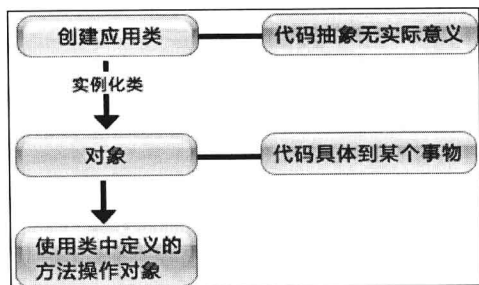 创建应用类
代码抽象无实际意义
实例化类
对象
代码具体到某个事物
使用类中定义的
方法操作对象